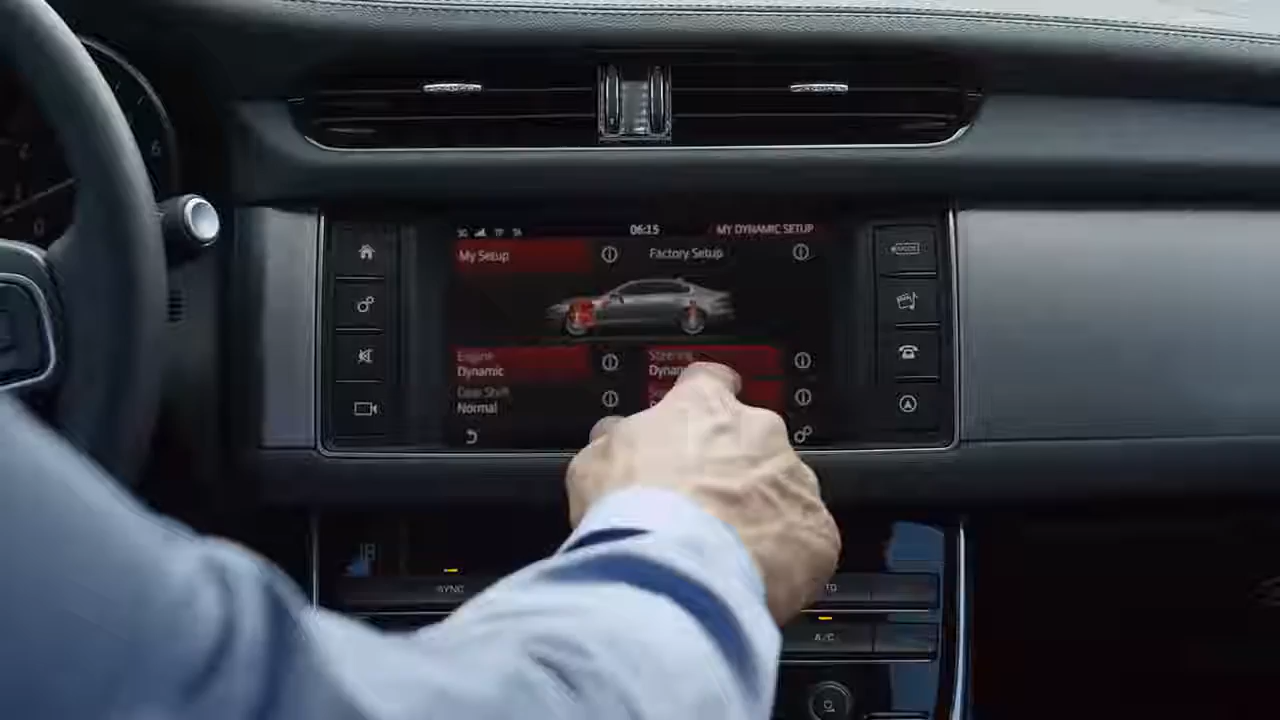 06:15 MY DYNAMIC SETUP
My Setup Factory Setup
Engine Steering
Dynamic
Gear Shift
Normal
SYNC
A/C